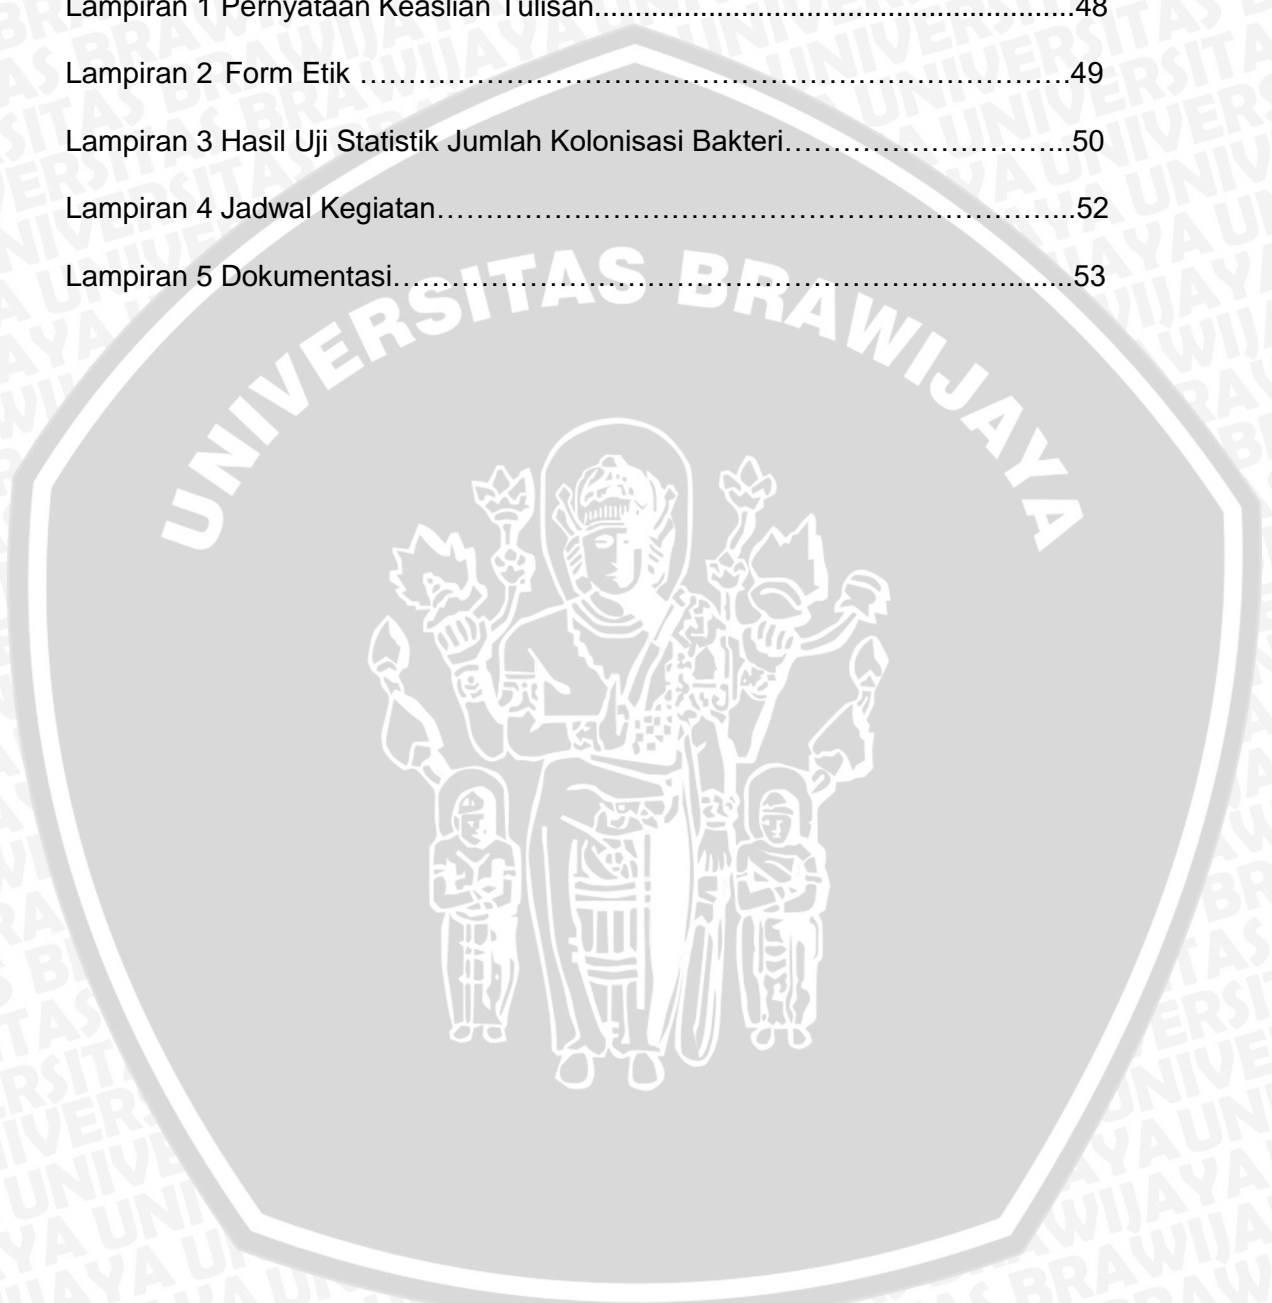 Lampiran 1 Pernyataan Keaslian Tulisan...........................................................48
Lampiran 2 Form Etik ……………………………………………………………………49
Lampiran 3 Hasil Uji Statistik Jumlah Kolonisasi Bakteri………………………....50
Lampiran 4 Jadwal Kegiatan…………………………………………………………...52
Lampiran 5 Dokumentasi…………………………………………………………........53
UNIVERSITAS BRAWIJAYA